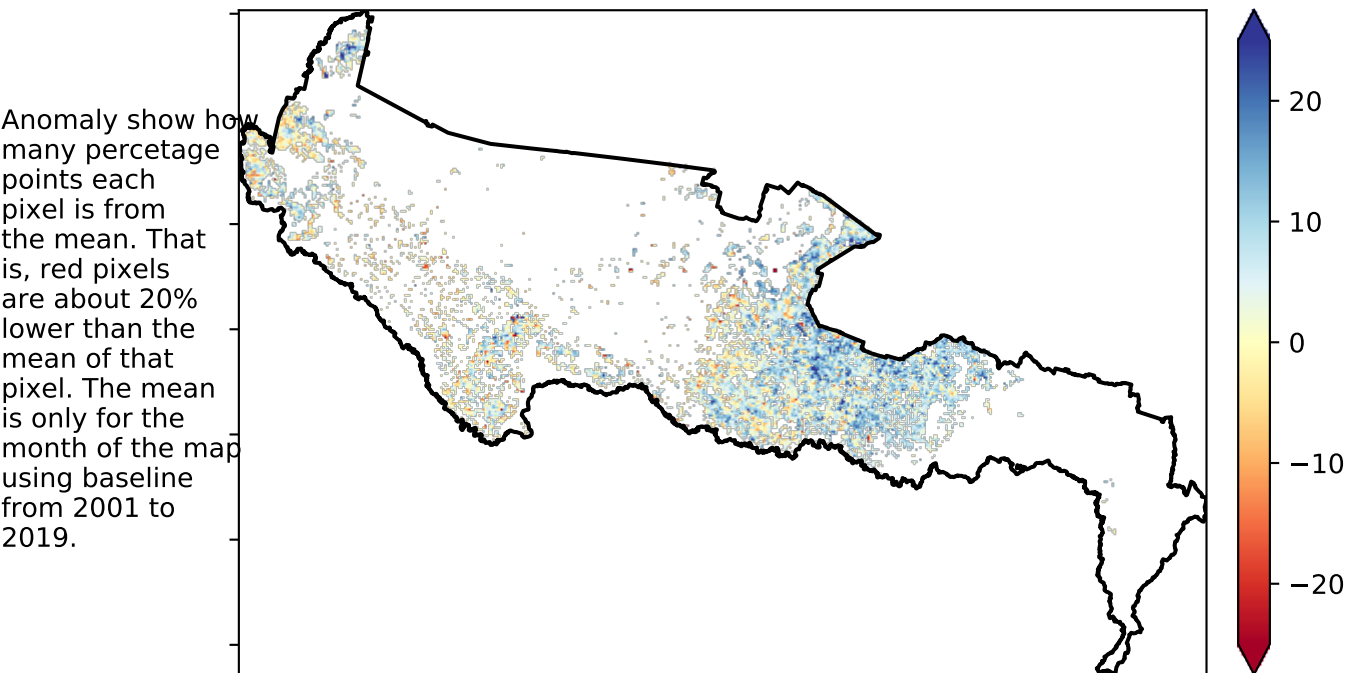 Anomaly show how
many percetage
points each
pixel is from
the mean. That
is, red pixels
are about 20%
lower than the
mean of that
pixel. The mean
is only for the
month of the map
using baseline
from 2001 to
2019.
20
10
0
−10
−20